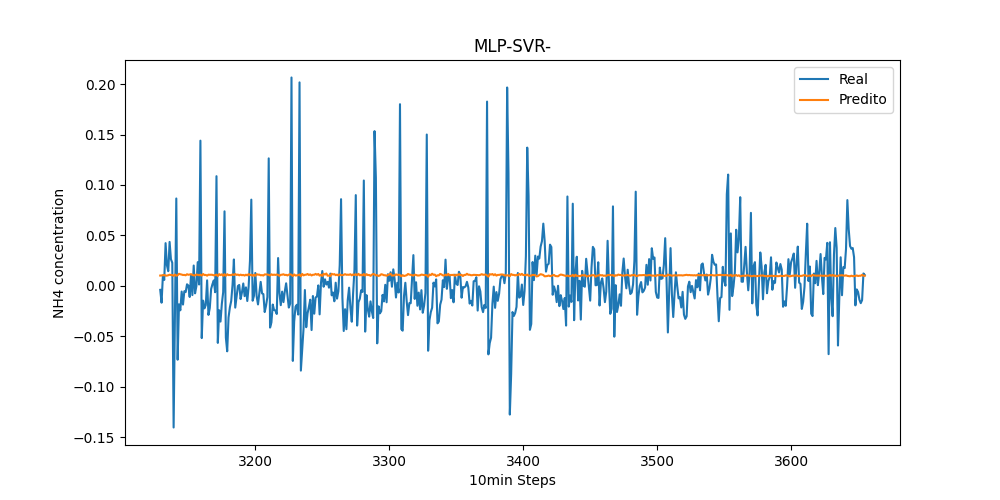 MLP-SVR-
Real
Predito
0.20
0.15
0.10
0.05
0.00
−0.05
−0.10
−0.15
NH4 concentration
3200 3300 3400 3500 3600
10min Steps